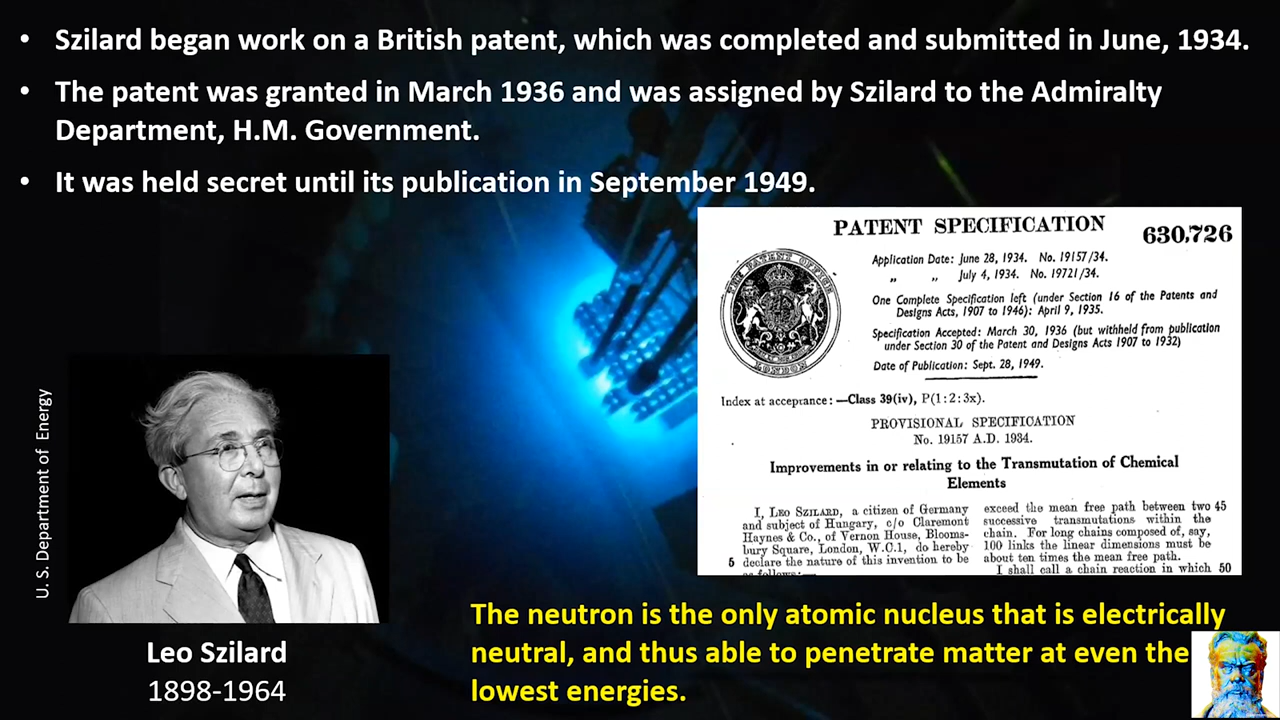 • Szilard began work on a British patent, which was completed and submitted in June, 1934.
• The patent was granted in March 1936 and was assigned by Szilard to the Admiralty
Department, H.M. Government.
• It was held secret until its publication in September 1949.
PATENT SPECIFICATION
630,726
THE PATENT OFFICE
LONDON
Application Date: June 28, 1934. No. 19157/34.
„ „ July 4, 1934. No. 19721/34.
One Complete Specification left (under Section 16 of the Patents and
Designs Acts, 1907 to 1946): April 9, 1935.
Specification Accepted: March 30, 1936 (but withheld from publication
under Section 30 of the Patent and Designs Acts 1907 to 1932)
Date of Publication: Sept. 28, 1949.
Index at acceptance: —Class 39(iv), P(1:2:3x).
PROVISIONAL SPECIFICATION
No. 19157 A.D. 1934.
Improvements in or relating to the Transmutation of Chemical
Elements
I, LEO SZILARD, a citizen of Germany
and subject of Hungary, c/o Claremont
Haynes & Co., of Vernon House, Blooms-
bury Square, London, W.C.1, do hereby
5 declare the nature of this invention to be
as follows:—
exceed the mean free path between two 45
successive transmutations within the
chain. For long chains composed of, say,
100 links the linear dimensions must be
about ten times the mean free path.
I shall call a chain reaction in which 50
U. S. Department of Energy
Leo Szilard
1898-1964
The neutron is the only atomic nucleus that is electrically
neutral, and thus able to penetrate matter at even the
lowest energies.